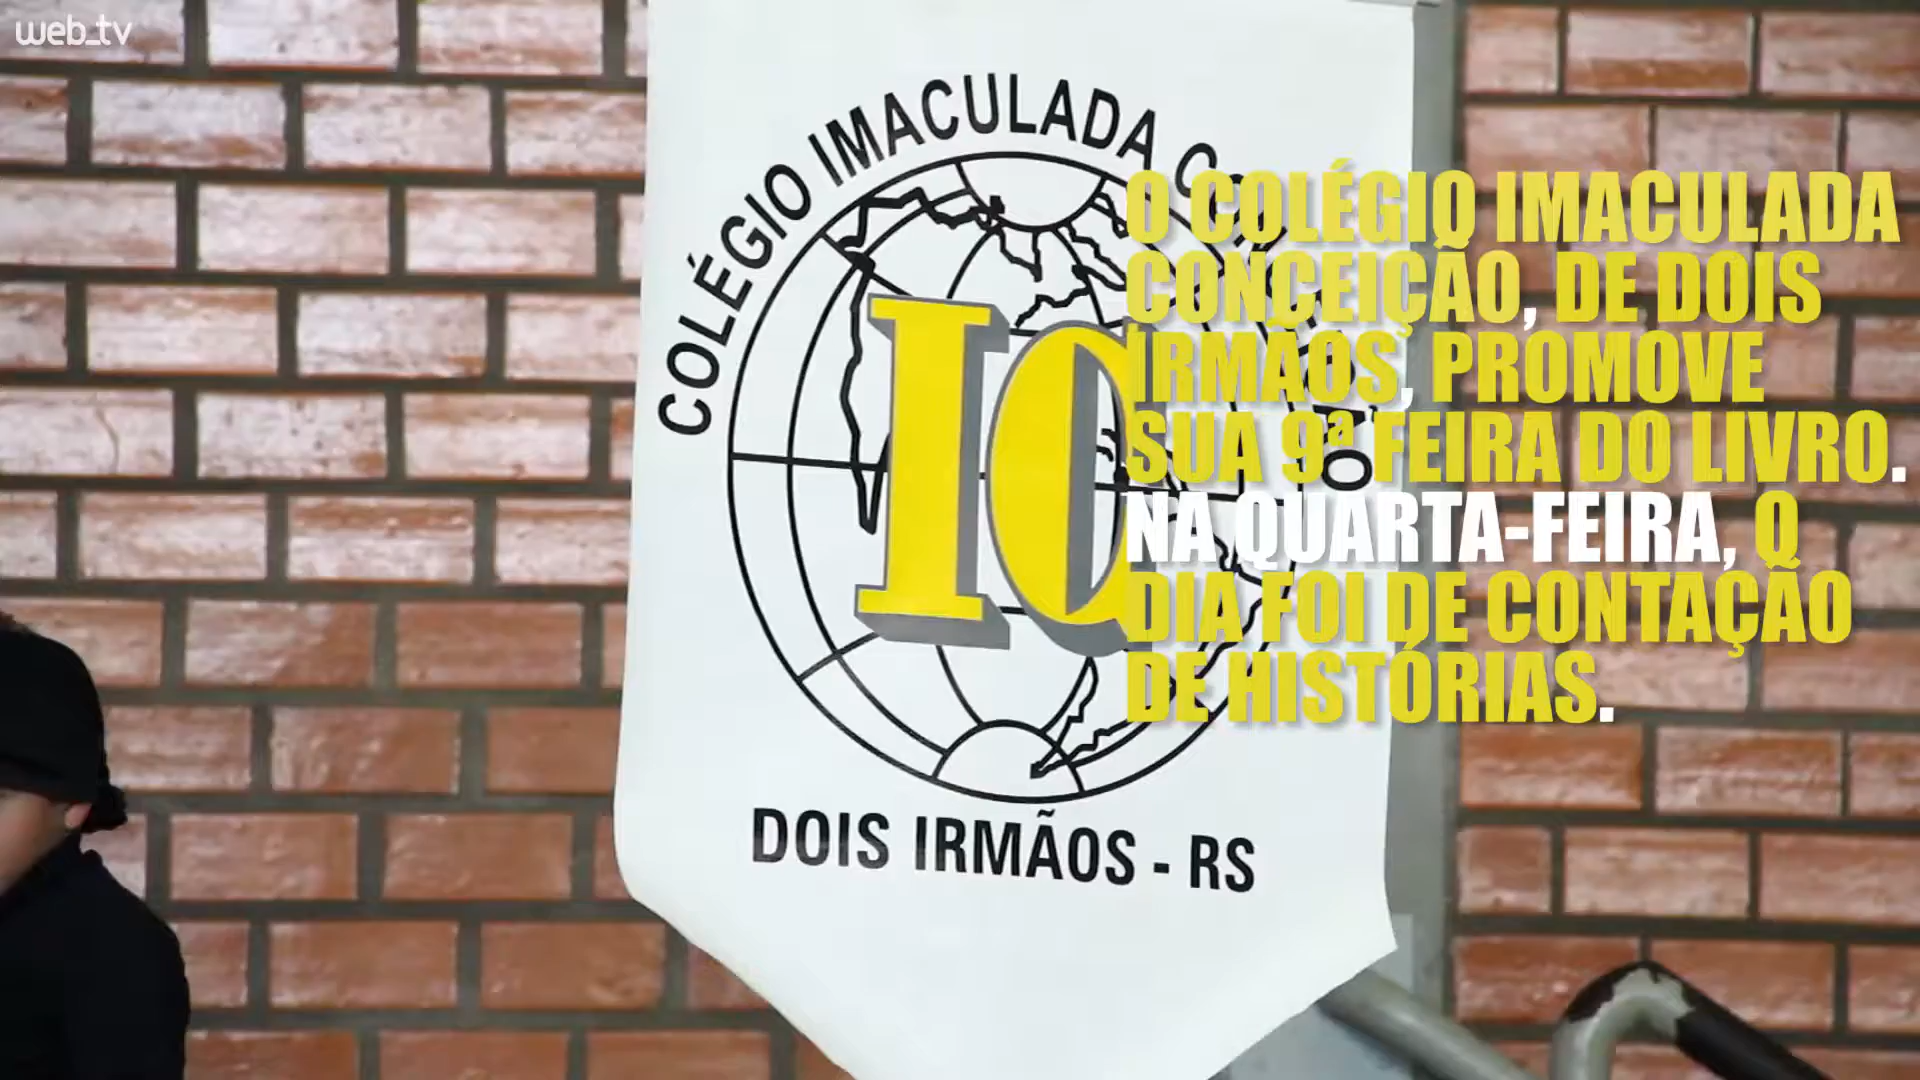 web_tv
COLÉGIO IMACULADA
IC
DOIS IRMÃOS - RS
O COLÉGIO IMACULADA
CONCEIÇÃO, DE DOIS
IRMÃOS, PROMOVE
SUA 9ª FEIRA DO LIVRO.
NA QUARTA-FEIRA, O
DIA FOI DE CONTAÇÃO
DE HISTÓRIAS.